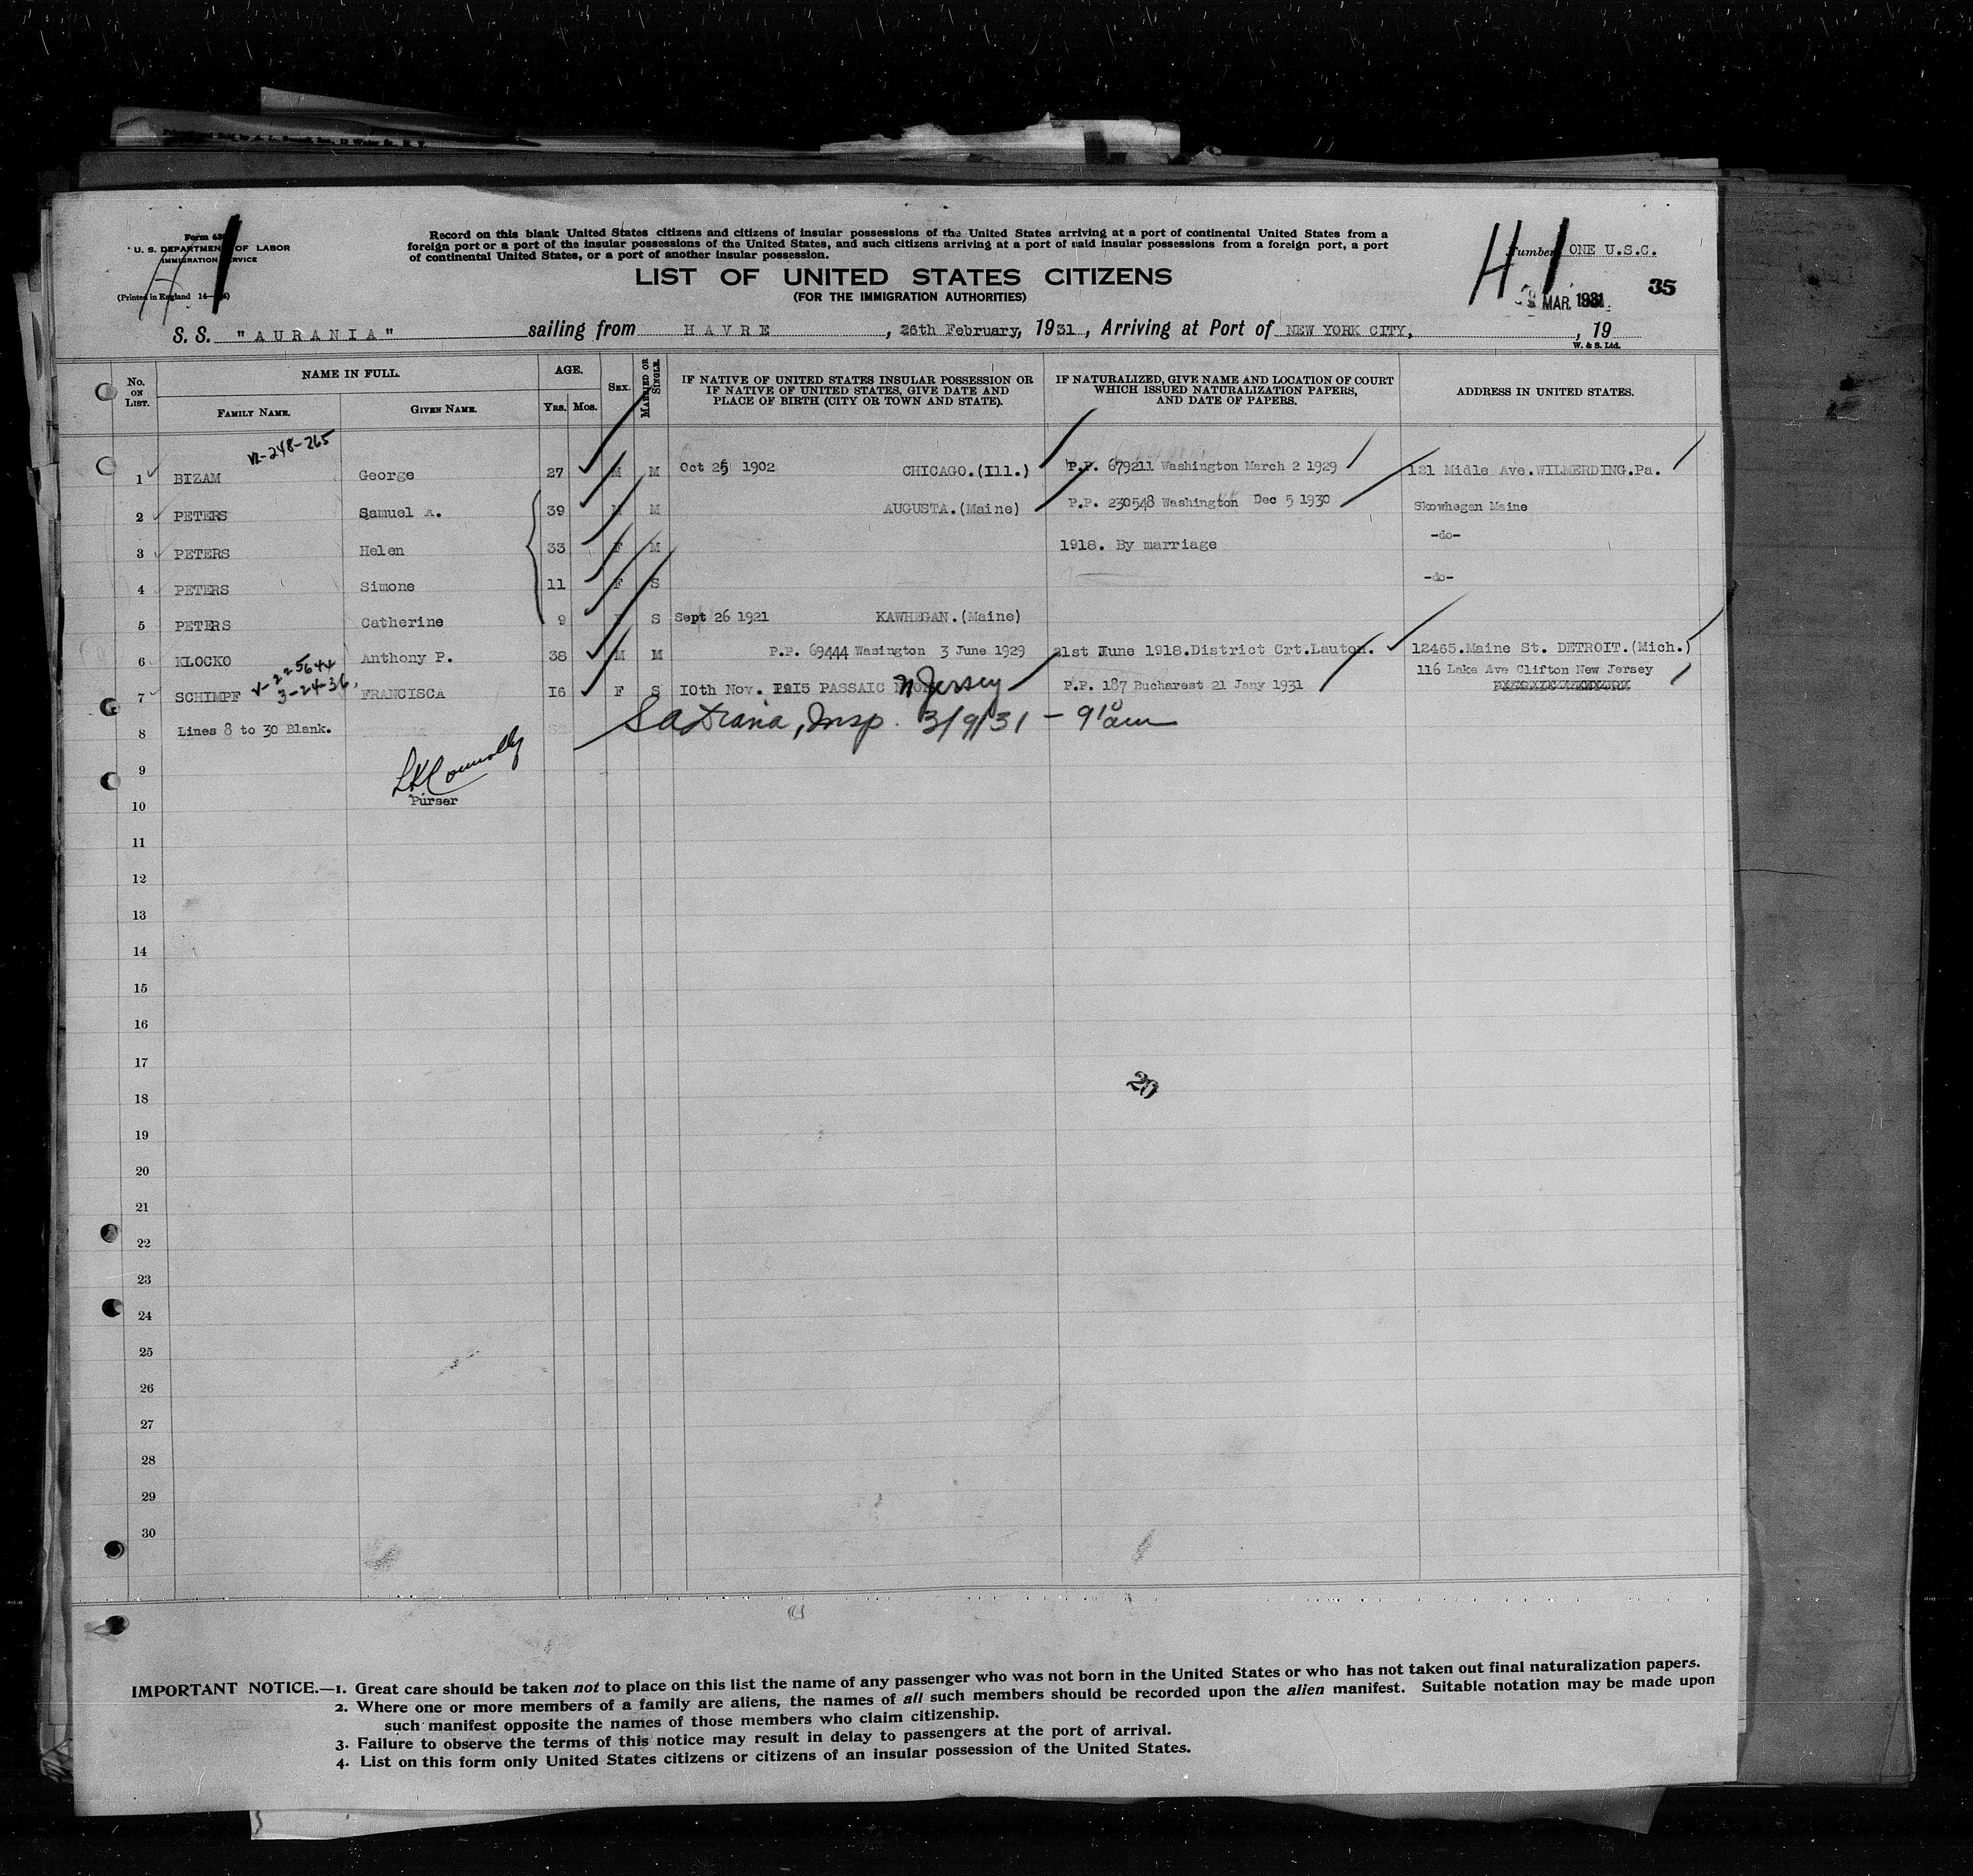 U. S. DEPARTMENT OF LABOR
IMMIGRATION SERVICE
(Printed in England
Record on this blank United States citizens and citizens of insular possessions of the United States arriving at a port of continental United States from a
foreign port or a port of the insular possessions of the United States, and such citizens arriving at a port of said insular possessions from a foreign port, a port
of continental United States, or a port of another insular possession.
LIST OF UNITED STATES CITIZENS
(FOR THE IMMIGRATION AUTHORITIES)
Number ONE U.S.C.
MAR. 1931
35
S. S. "AURANIA" sailing from HAVRE, 26th February, 1931, Arriving at Port of NEW YORK CITY, , 19
W. & S. Ltd.
No. ON LIST. NAME IN FULL. AGE. SEX. MARRIED OR SINGLE. IF NATIVE OF UNITED STATES INSULAR POSSESSION OR IF NATIVE OF UNITED STATES, GIVE DATE AND PLACE OF BIRTH (CITY OR TOWN AND STATE). IF NATURALIZED, GIVE NAME AND LOCATION OF COURT WHICH ISSUED NATURALIZATION PAPERS, AND DATE OF PAPERS. ADDRESS IN UNITED STATES.
FAMILY NAME. GIVEN NAME. YRS. MOS.
1 BIZAM George 27 M M Oct 25 1902 CHICAGO.(Ill.) P.P. 679211 Washington March 2 1929 121 Midle Ave.WILMERDING.Pa.
2 PETERS Samuel A. 39 M M AUGUSTA.(Maine) P.P. 230548 Washington Dec 5 1930 Skowhegan Maine
3 PETERS Helen 33 F M 1918. By marriage -do-
4 PETERS Simone 11 F S -do-
5 PETERS Catherine 9 S Sept 26 1921 KAWHEGAN.(Maine)
6 KLOCKO Anthony P. 38 M M P.P. 69444 Wasington 3 June 1929 21st June 1918.District Crt.Lauton. 12465.Maine St. DETROIT.(Mich.)
116 Lake Ave Clifton New Jersey
7 SCHIMPF 3-24-36 FRANCISCA 16 F S 10th Nov. 1915 PASSAIC N Jersey P.P. 187 Bucharest 21 Jany 1931
8 Lines 8 to 30 Blank. Insp. 3/9/31 - 9 am
9
Purser
10
11
12
13
14
15
16
17
20
18
19
20
21
22
23
24
25
26
27
28
29
30
IMPORTANT NOTICE.—1. Great care should be taken not to place on this list the name of any passenger who was not born in the United States or who has not taken out final naturalization papers.
2. Where one or more members of a family are aliens, the names of all such members should be recorded upon the alien manifest. Suitable notation may be made upon
such manifest opposite the names of those members who claim citizenship.
3. Failure to observe the terms of this notice may result in delay to passengers at the port of arrival.
4. List on this form only United States citizens or citizens of an insular possession of the United States.